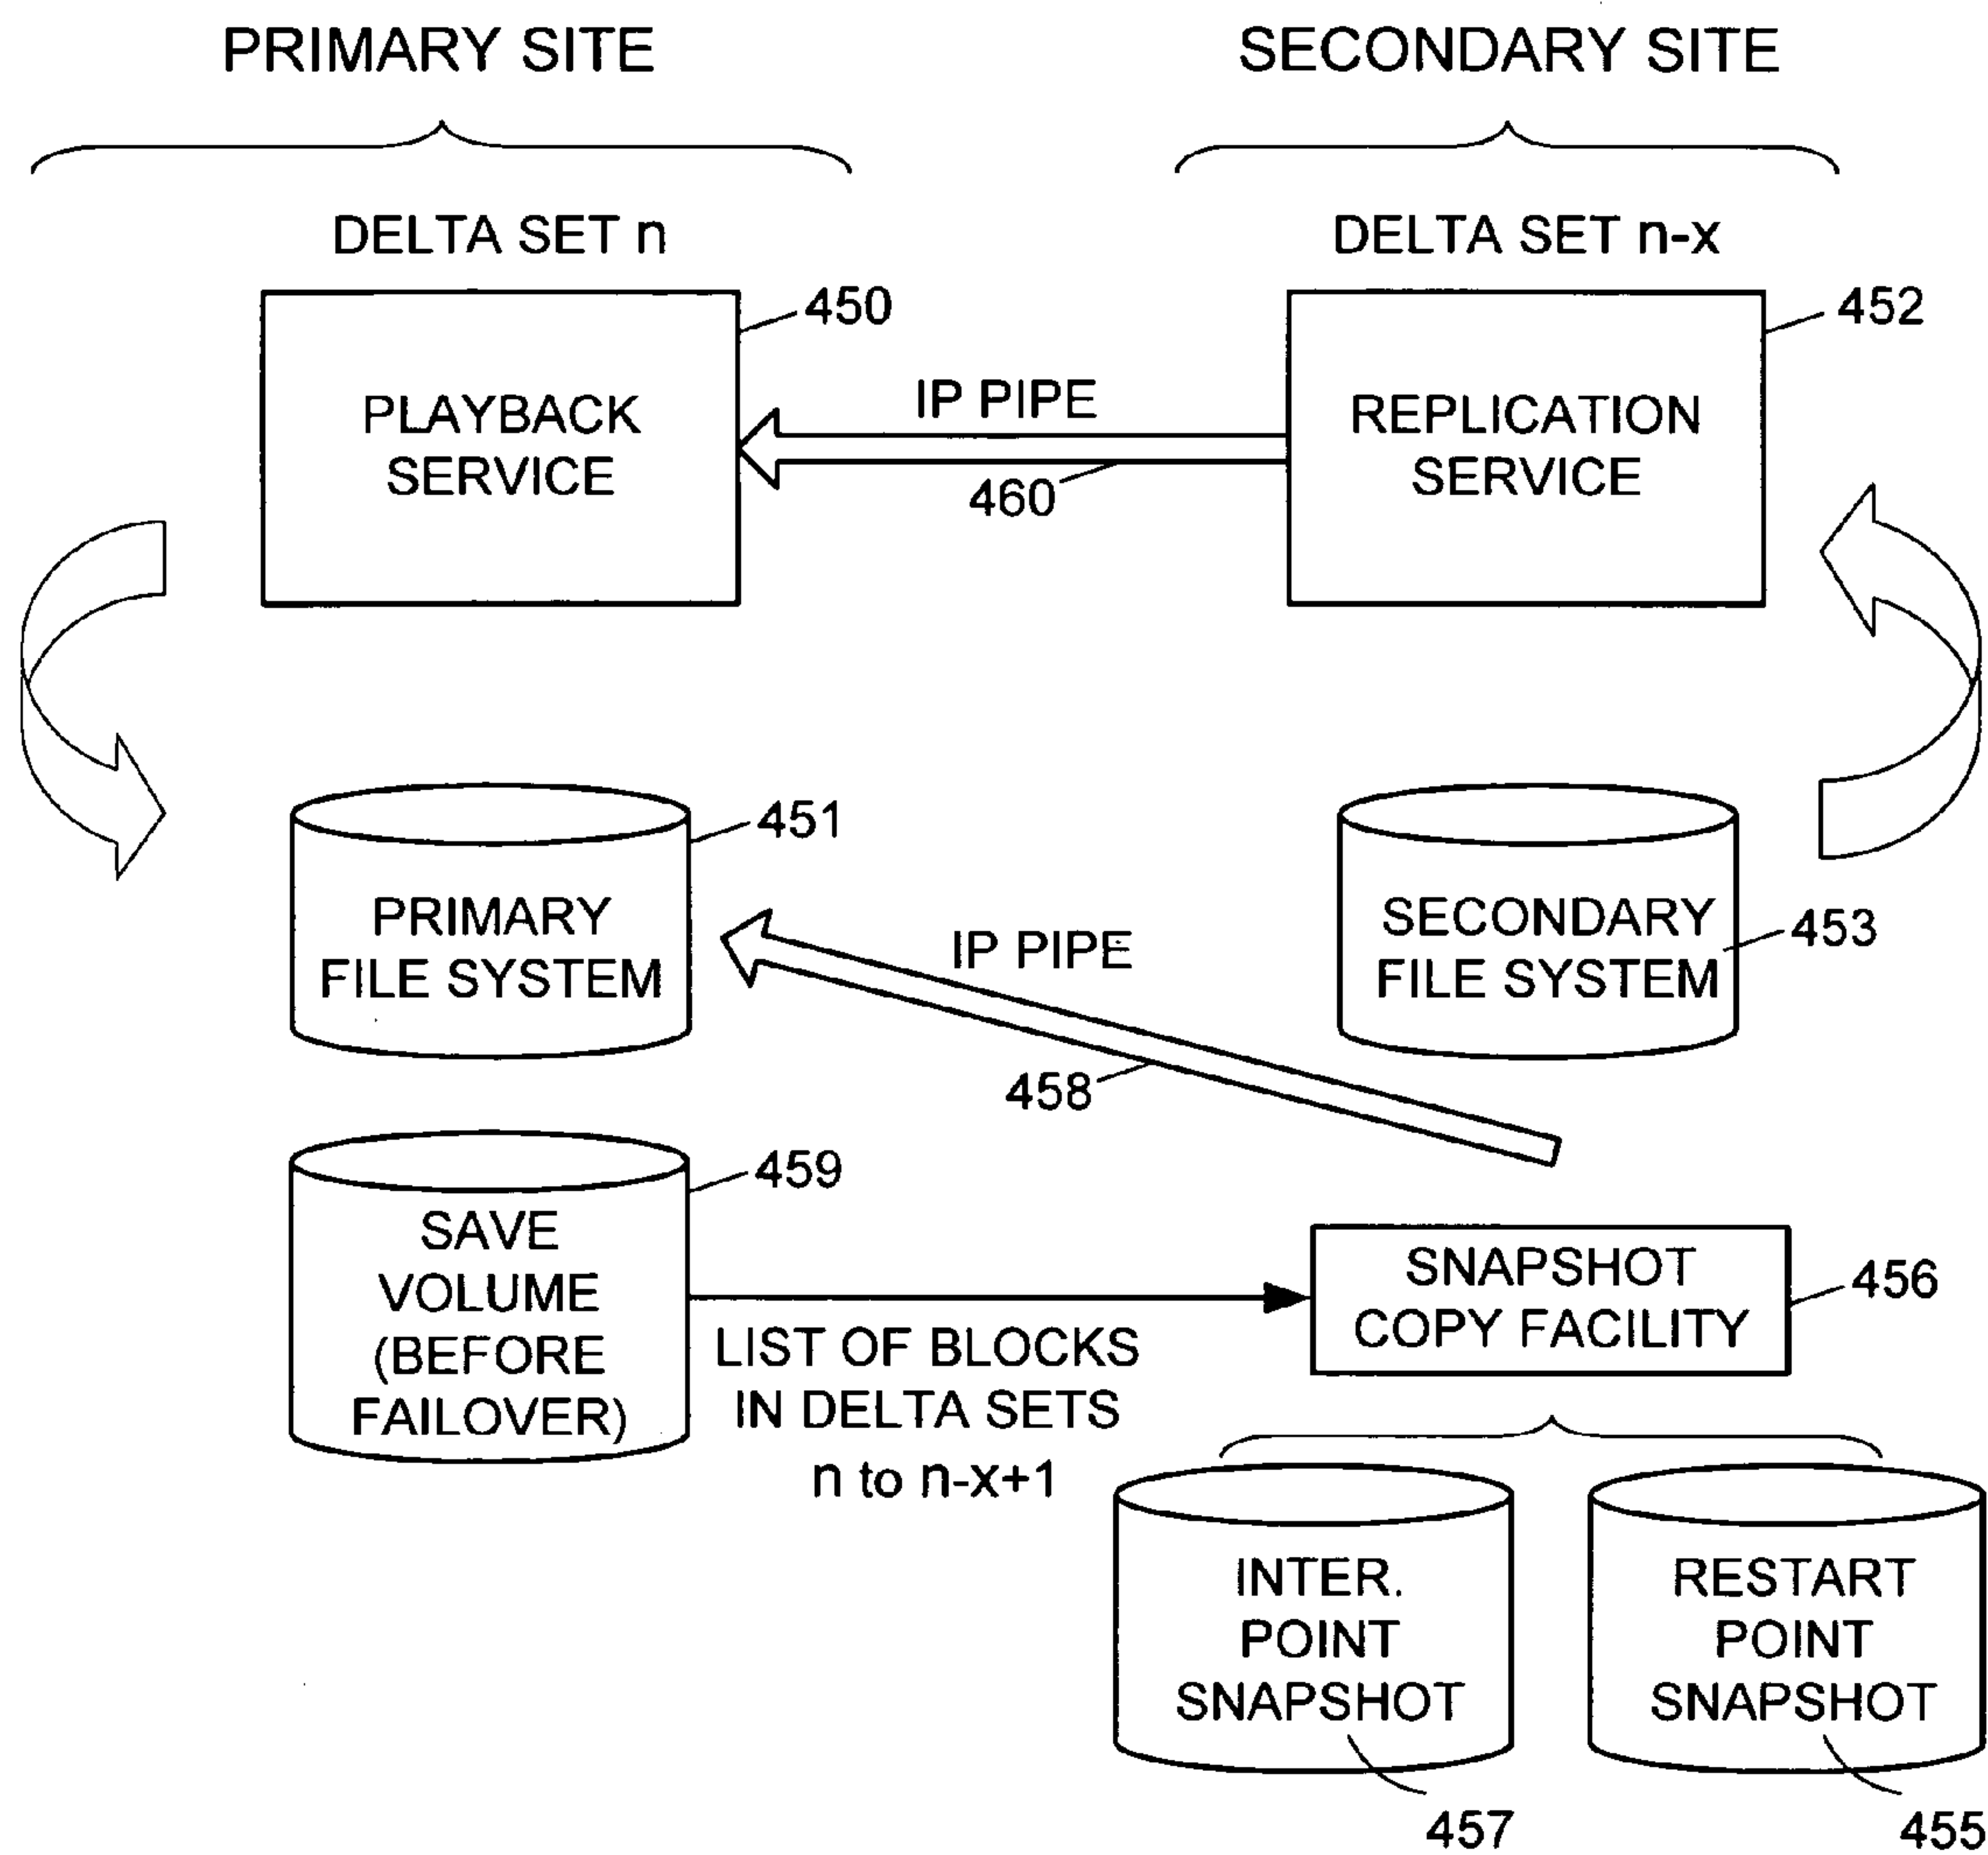 PRIMARY SITE
SECONDARY SITE
DELTA SET n
DELTA SET n-x
450
452
PLAYBACK
SERVICE
IP PIPE
460
REPLICATION
SERVICE
451
PRIMARY
FILE SYSTEM
IP PIPE
458
SECONDARY
FILE SYSTEM
453
459
SAVE
VOLUME
(BEFORE
FAILOVER)
LIST OF BLOCKS
IN DELTA SETS
n to n-x+1
SNAPSHOT
COPY FACILITY
456
INTER.
POINT
SNAPSHOT
457
RESTART
POINT
SNAPSHOT
455